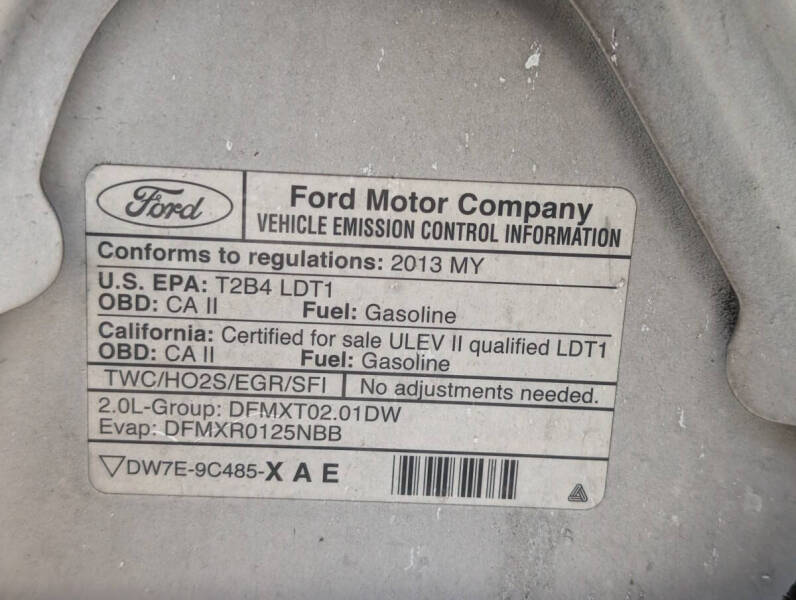 Ford
Ford Motor Company
VEHICLE EMISSION CONTROL INFORMATION
Conforms to regulations: 2013 MY
U.S. EPA: T2B4 LDT1
OBD: CA II Fuel: Gasoline
California: Certified for sale ULEV II qualified LDT1
OBD: CA II Fuel: Gasoline
TWC/HO2S/EGR/SFI No adjustments needed.
2.0L-Group: DFMXT02.01DW
Evap: DFMXR0125NBB
DW7E-9C485-X A E